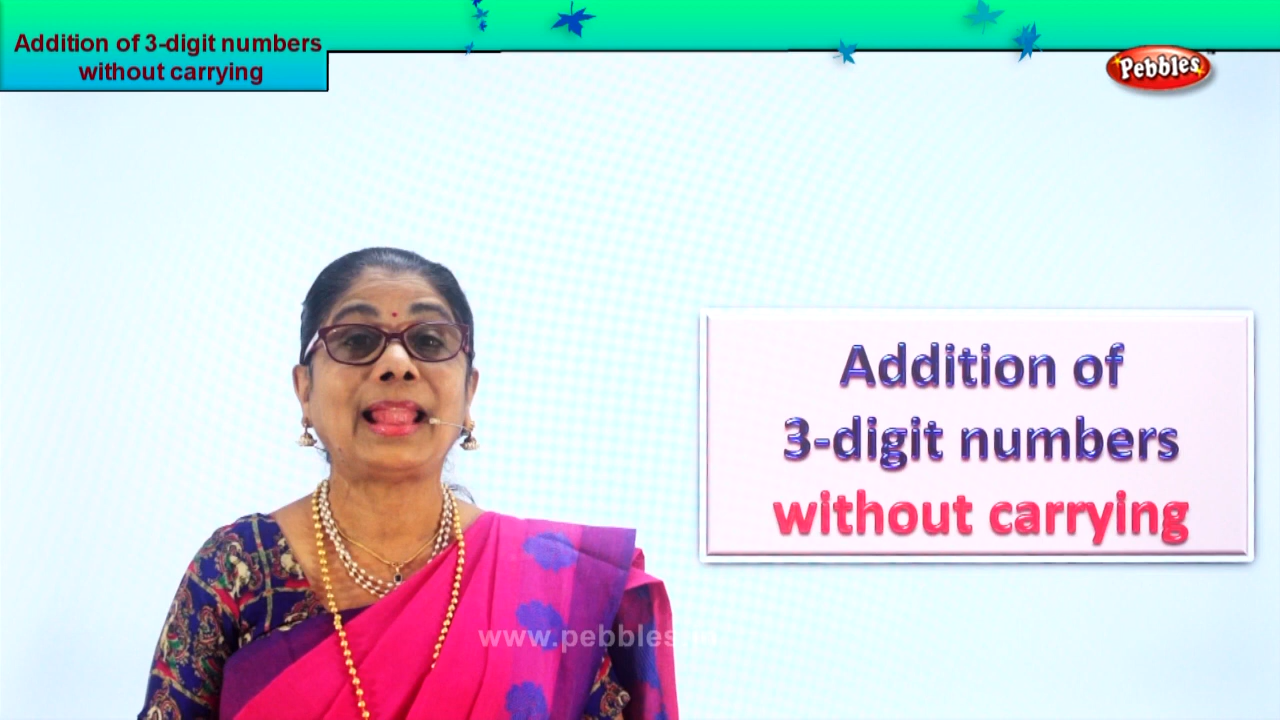 Addition of 3-digit numbers
without carrying
Pebbles
Addition of
3-digit numbers
without carrying
www.pebbles.in